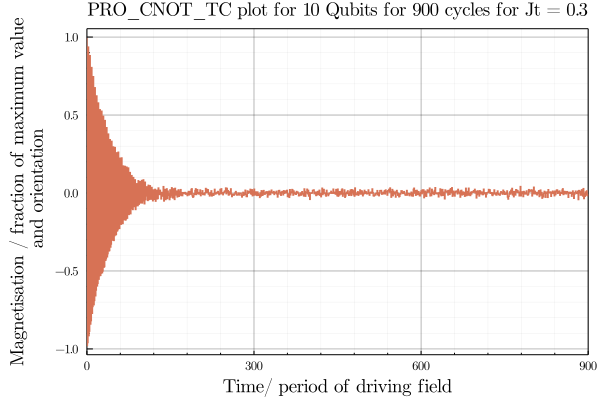 PRO_CNOT_TC plot for 10 Qubits for 900 cycles for Jt = 0.3
Magnetisation / fraction of maximum value
and orientation
1.0
0.5
0.0
−0.5
−1.0
0
300
600
900
Time/ period of driving field